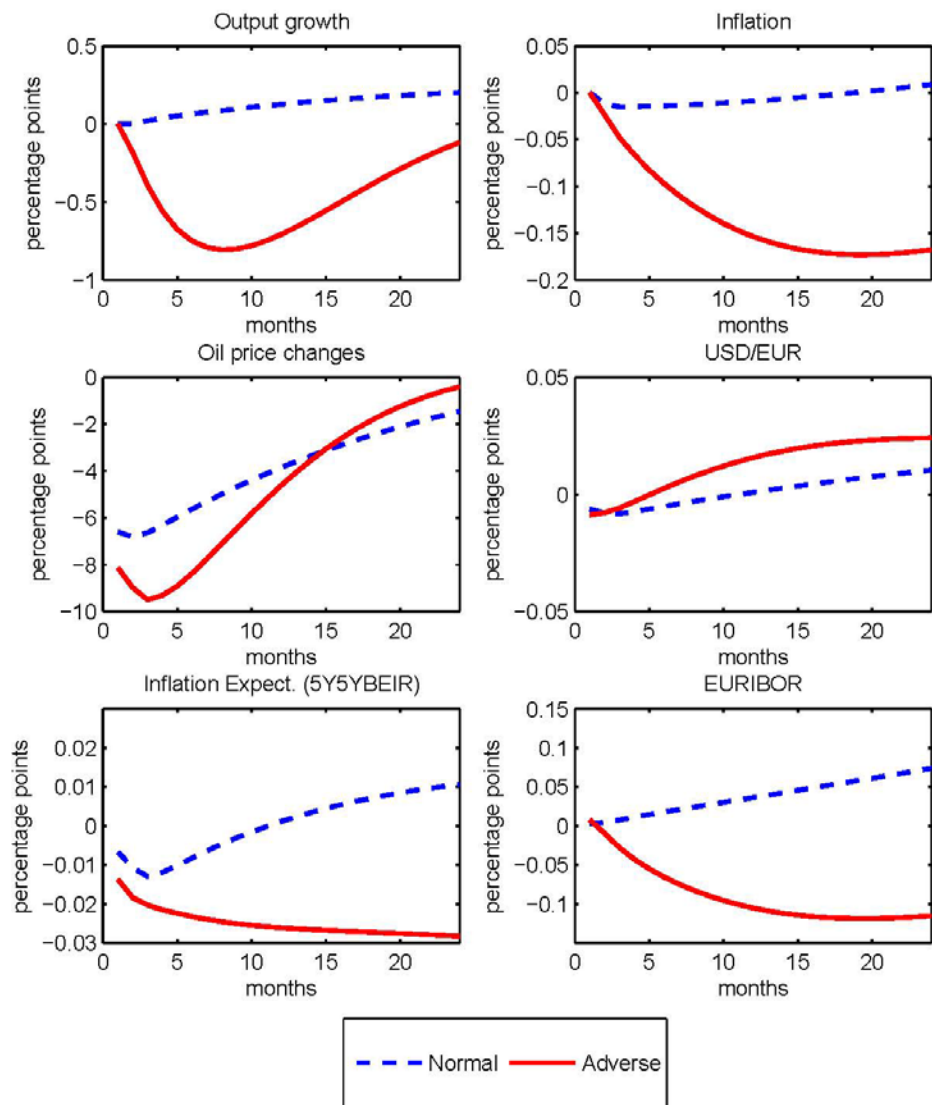 Output growth
percentage points
0.5
0
−0.5
−1
0 5 10 15 20
months
Inflation
percentage points
0.05
0
−0.05
−0.1
−0.15
−0.2
0 5 10 15 20
months
Oil price changes
percentage points
0
−2
−4
−6
−8
−10
0 5 10 15 20
months
USD/EUR
percentage points
0.05
0
−0.05
0 5 10 15 20
months
Inflation Expect. (5Y5YBEIR)
percentage points
0.02
0.01
0
−0.01
−0.02
−0.03
0 5 10 15 20
months
EURIBOR
percentage points
0.15
0.1
0.05
0
−0.05
−0.1
0 5 10 15 20
months
Normal Adverse